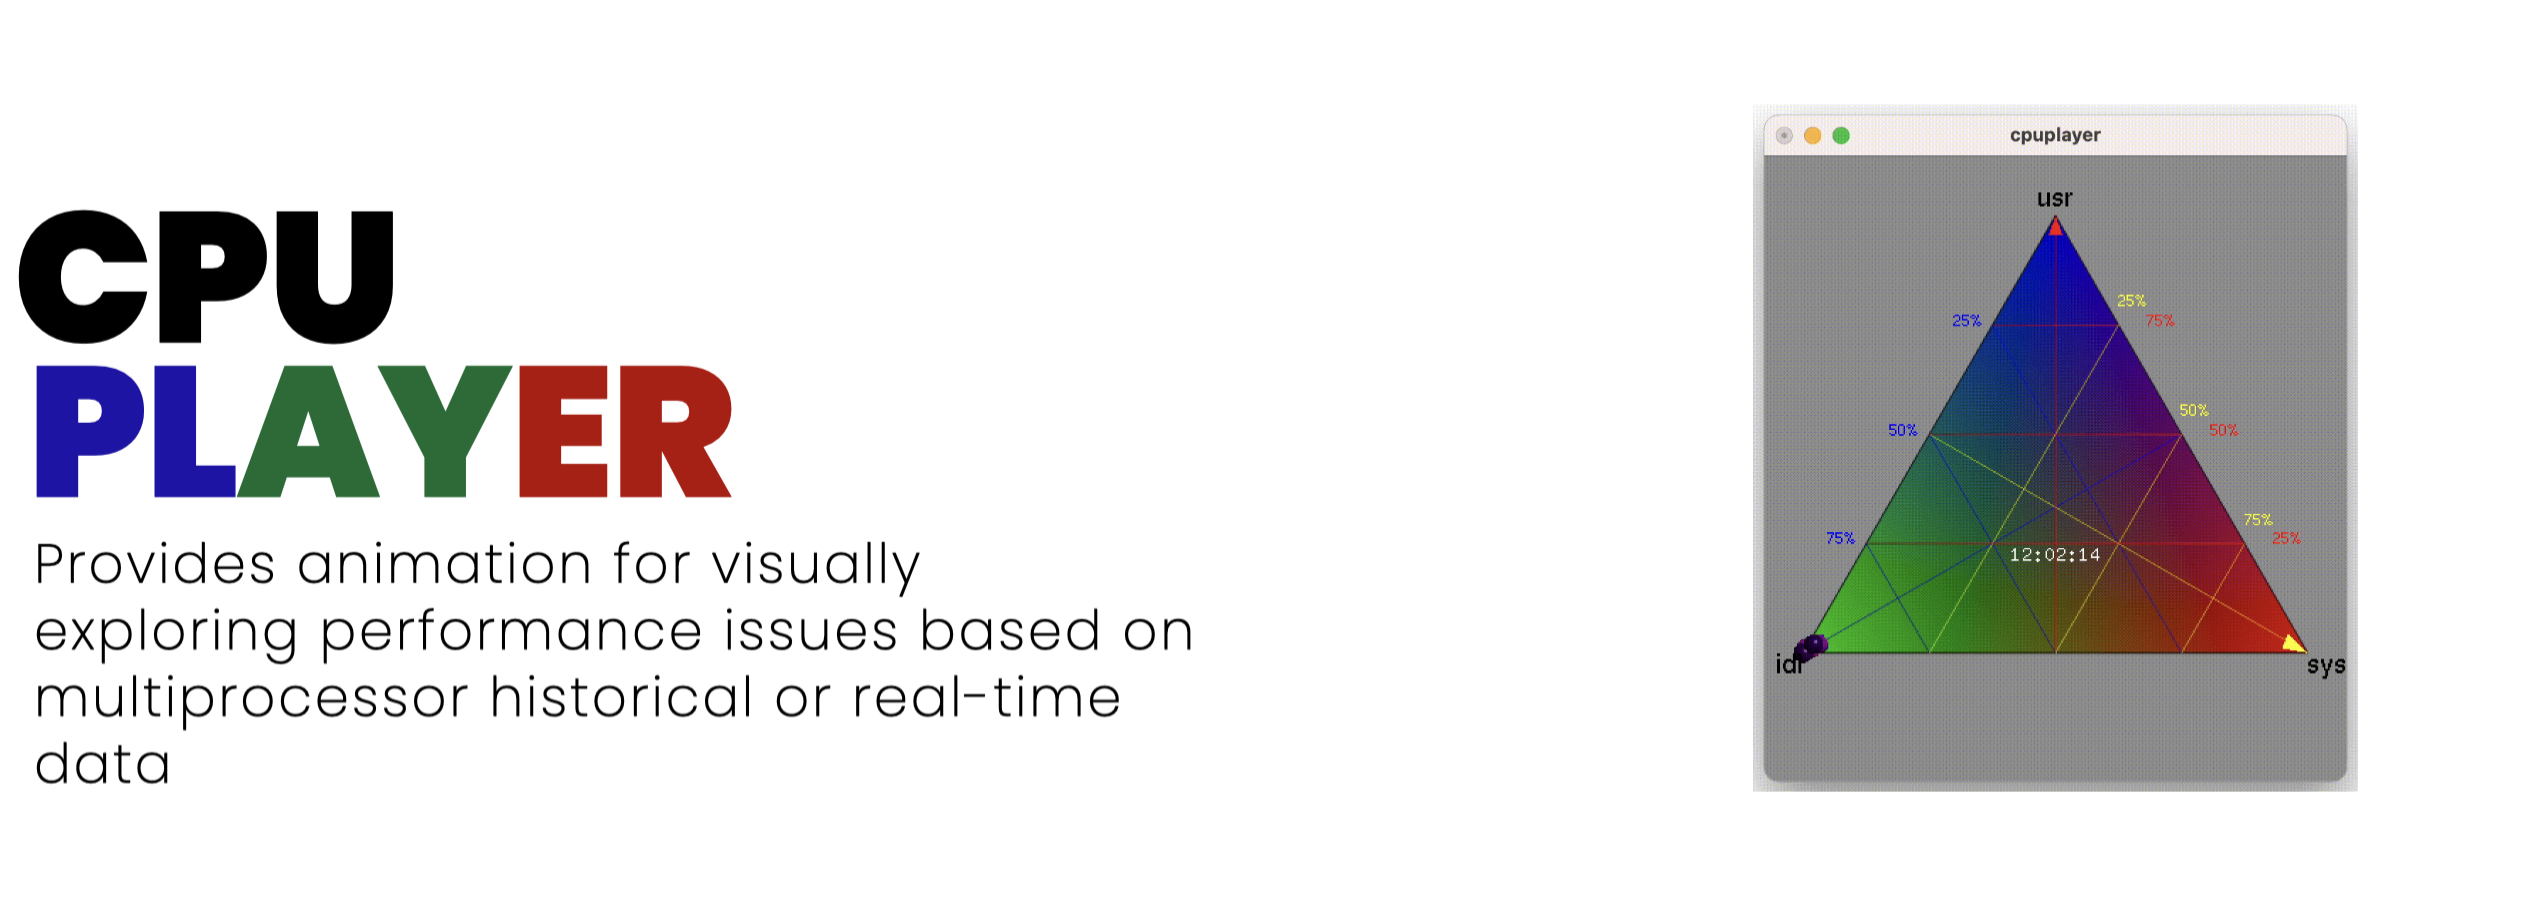 CPU
PLAYER
Provides animation for visually
exploring performance issues based on
multiprocessor historical or real-time
data
cpuplayer
usr
25%
25%
75%
50%
50%
50%
75%
75%
25%
12:02:14
idl
sys